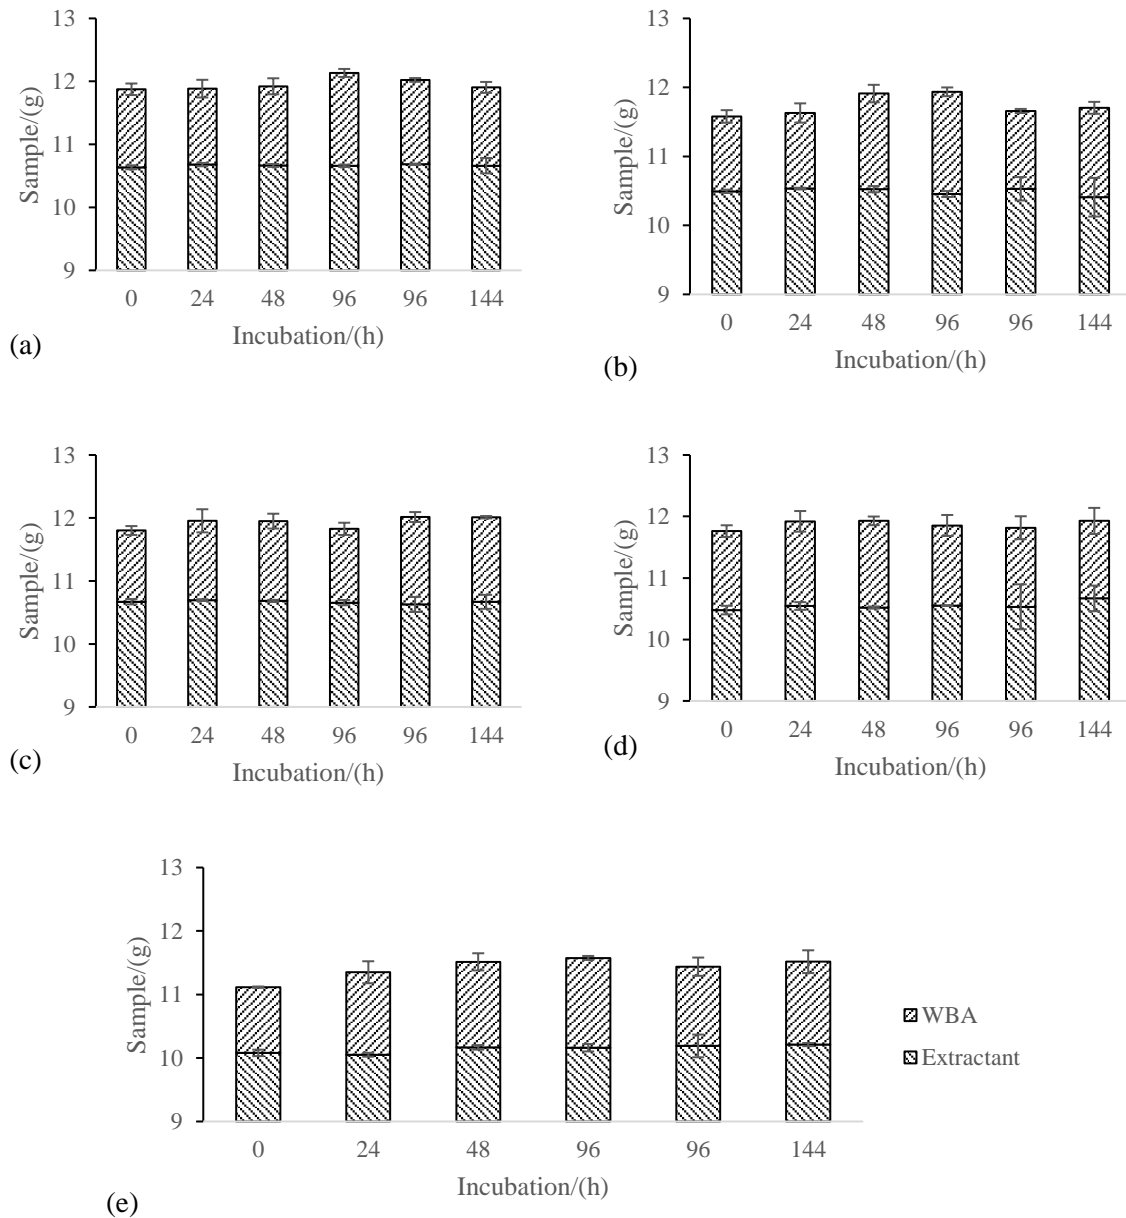 13
12
11
10
9
Sample/(g)
0 24 48 96 96 144
Incubation/(h)
(a)
13
12
11
10
9
Sample/(g)
0 24 48 96 96 144
Incubation/(h)
(b)
13
12
11
10
9
Sample/(g)
0 24 48 96 96 144
Incubation/(h)
(c)
13
12
11
10
9
Sample/(g)
0 24 48 96 96 144
Incubation/(h)
(d)
13
12
11
10
9
Sample/(g)
0 24 48 96 96 144
Incubation/(h)
(e)
WBA
Extractant